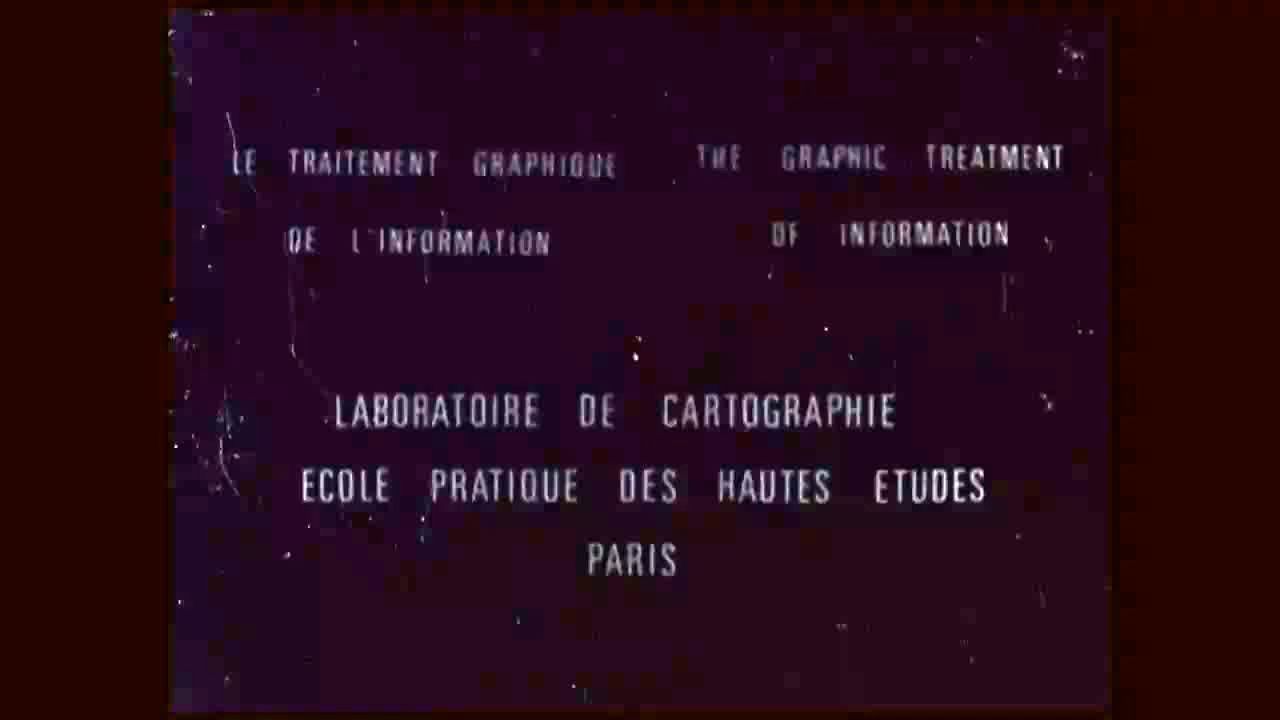 LE TRAITEMENT GRAPHIQUE
DE L'INFORMATION
THE GRAPHIC TREATMENT
OF INFORMATION
LABORATOIRE DE CARTOGRAPHIE
ECOLE PRATIQUE DES HAUTES ETUDES
PARIS